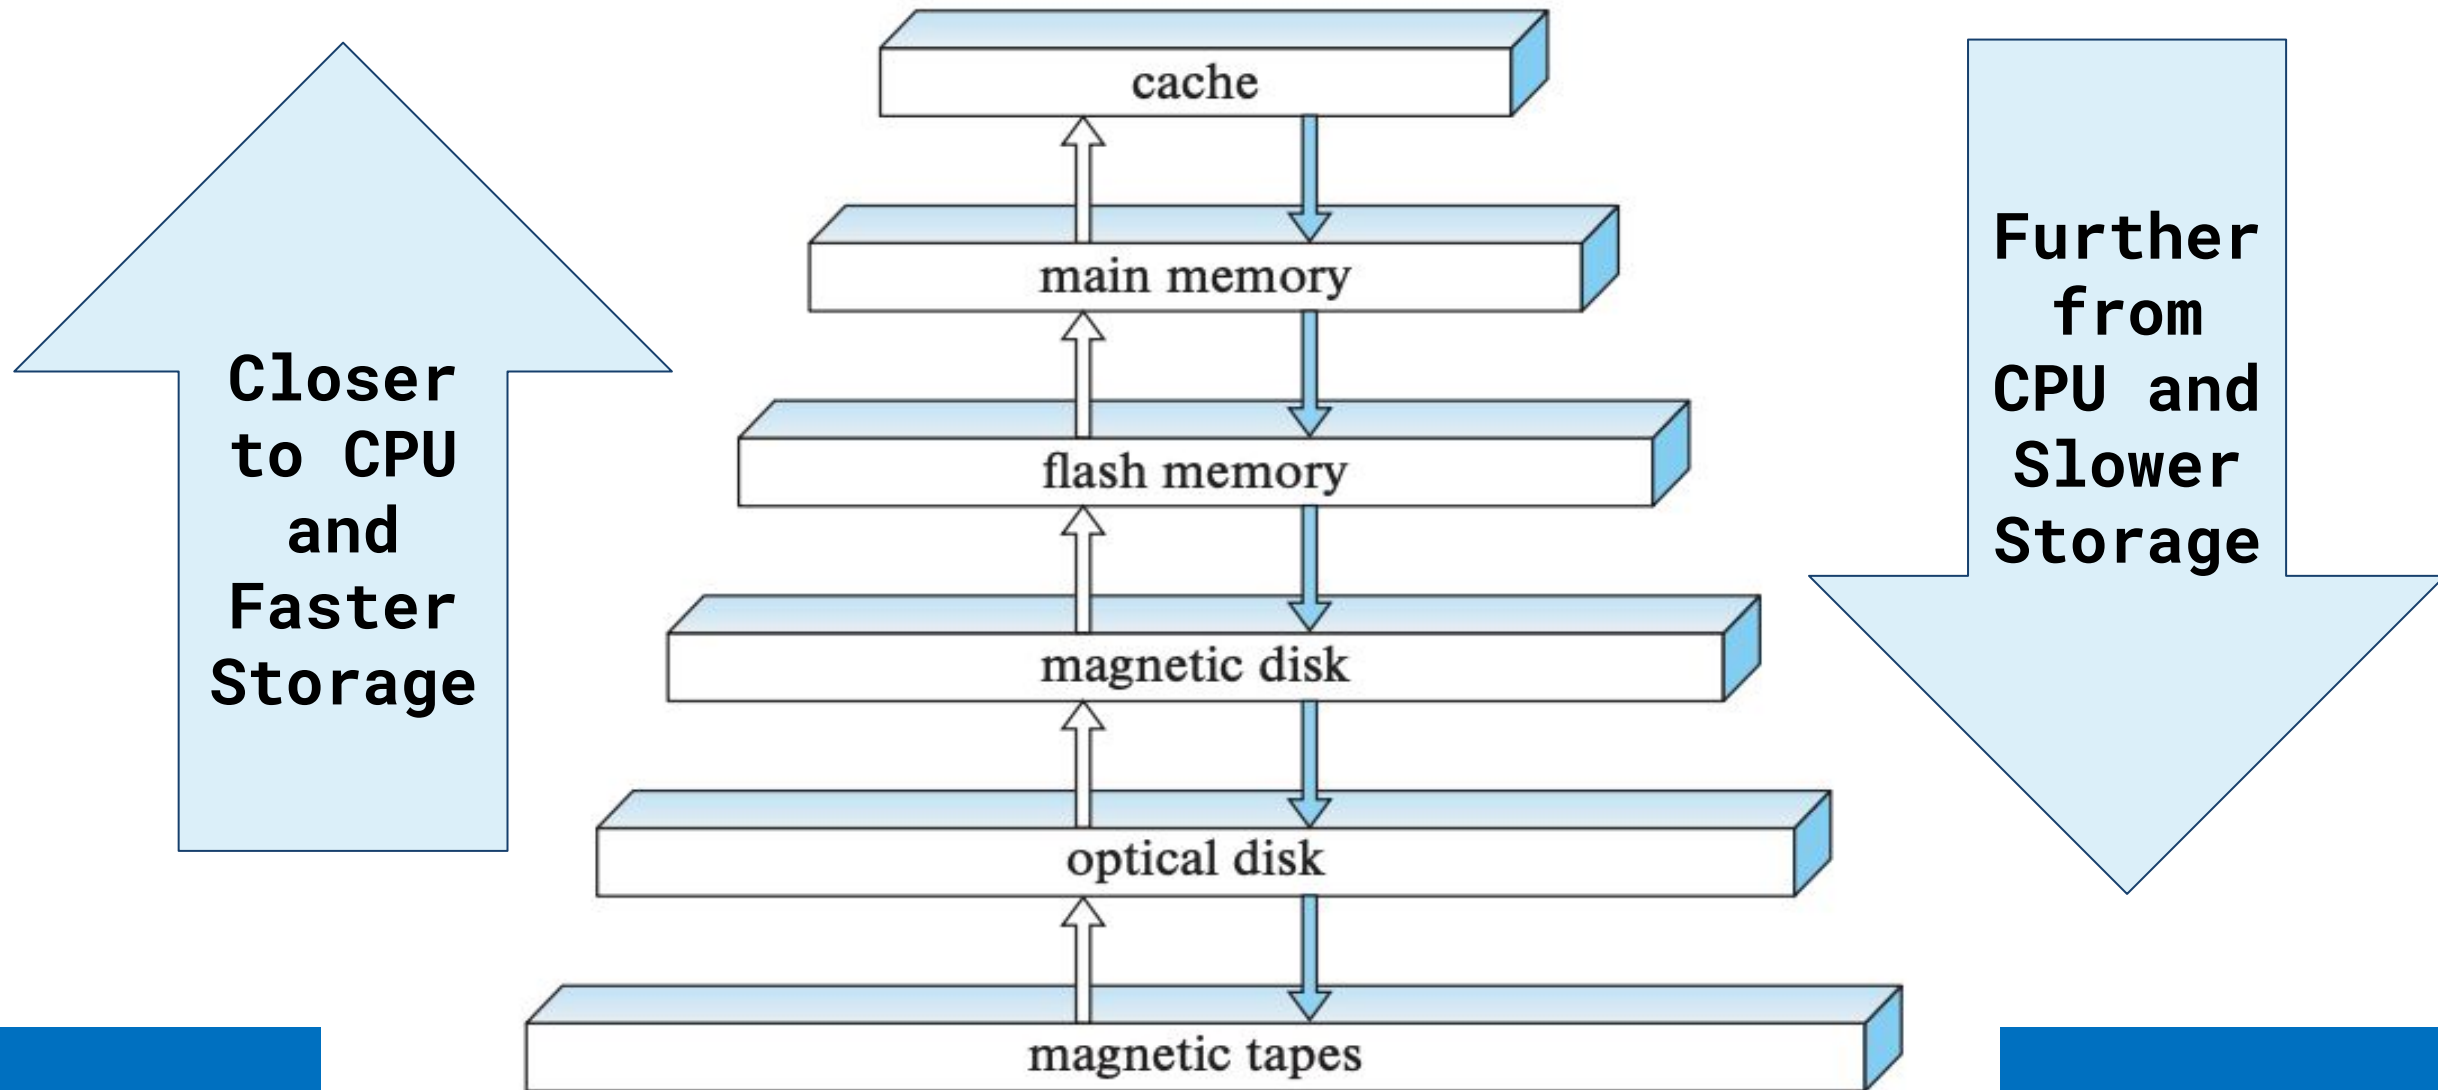 cache
main memory
flash memory
magnetic disk
optical disk
magnetic tapes
Closer
to CPU
and
Faster
Storage
Further
from
CPU and
Slower
Storage